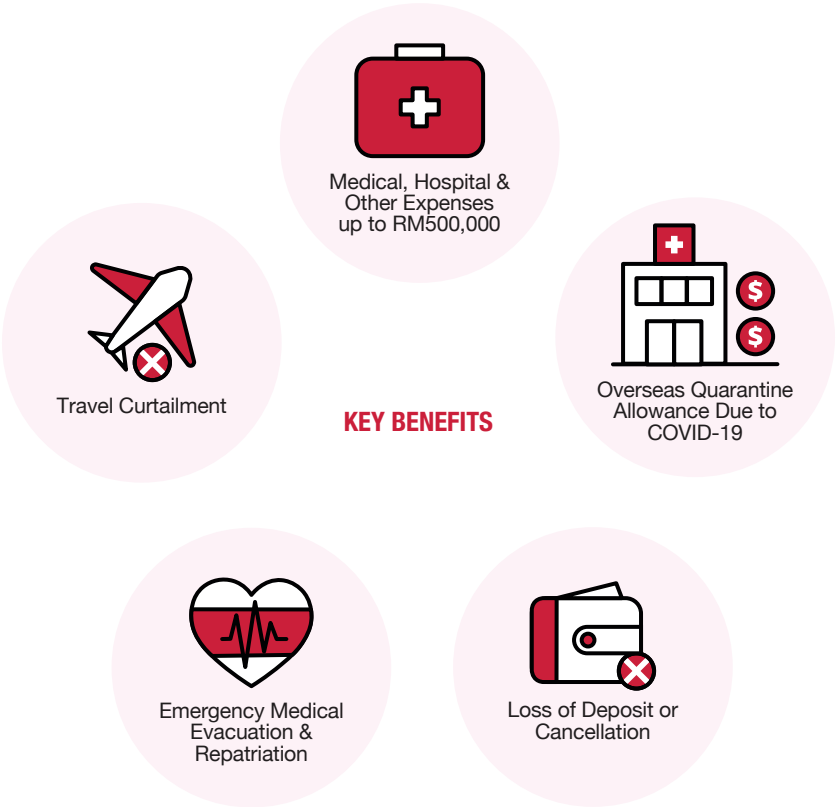 Medical, Hospital &
Other Expenses
up to RM500,000
Travel Curtailment
$
$
Overseas Quarantine
Allowance Due to
COVID-19
KEY BENEFITS
Emergency Medical
Evacuation &
Repatriation
Loss of Deposit or
Cancellation